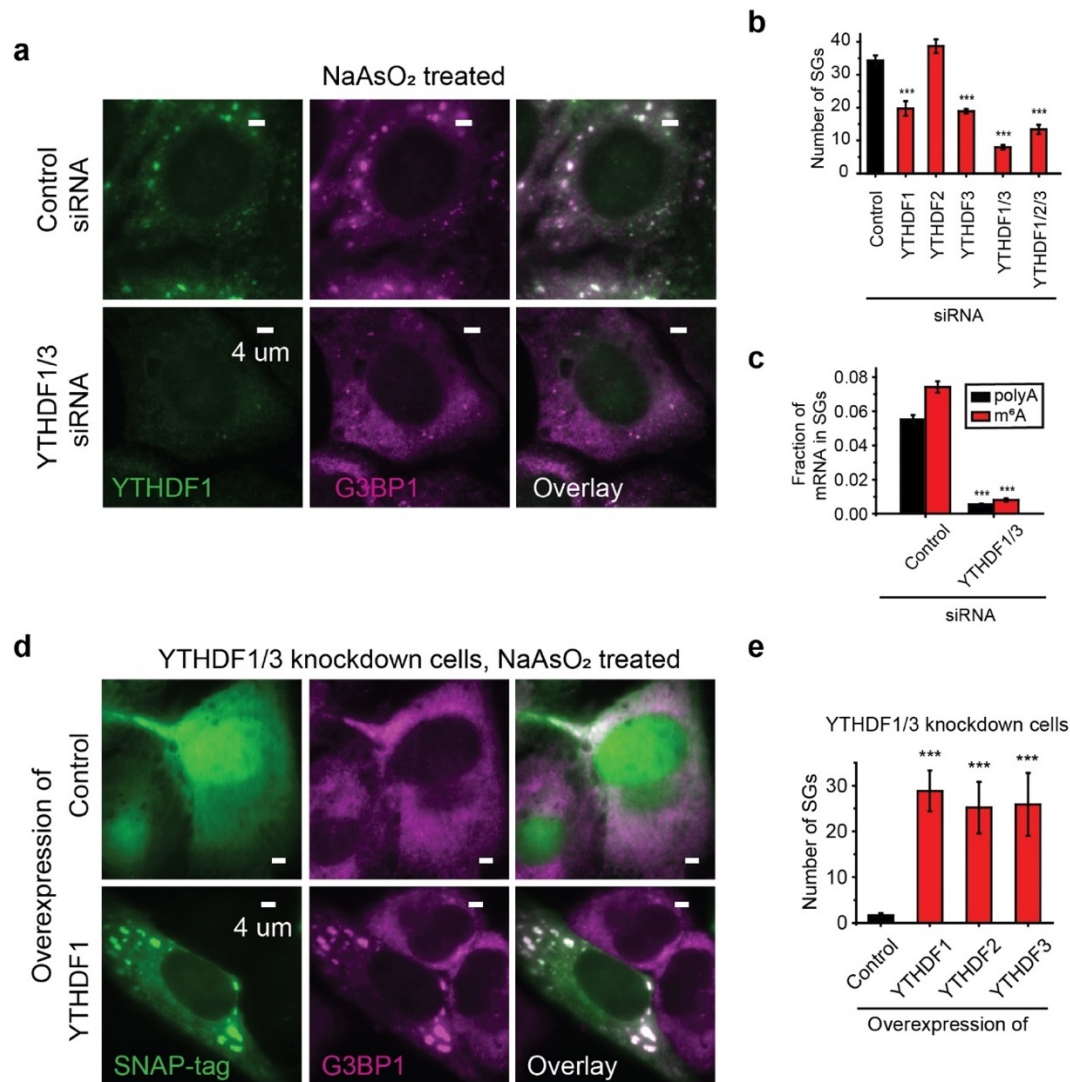 a
NaAsO₂ treated
Control
siRNA
YTHDF1/3
siRNA
4 um
YTHDF1
G3BP1
Overlay
b
Number of SGs
40
30
20
10
0
***
***
***
***
Control
YTHDF1
YTHDF2
YTHDF3
YTHDF1/3
YTHDF1/2/3
siRNA
c
Fraction of
mRNA in SGs
0.08
0.06
0.04
0.02
0.00
polyA
m⁶A
*** ***
Control
YTHDF1/3
siRNA
d
YTHDF1/3 knockdown cells, NaAsO₂ treated
Overexpression of
Control
YTHDF1
4 um
SNAP-tag
G3BP1
Overlay
e
YTHDF1/3 knockdown cells
Number of SGs
30
20
10
0
***
***
***
Control
YTHDF1
YTHDF2
YTHDF3
Overexpression of